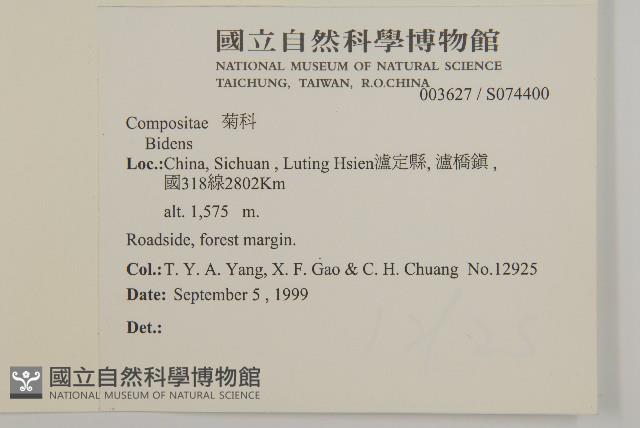 國立自然科學博物館
NATIONAL MUSEUM OF NATURAL SCIENCE
TAICHUNG, TAIWAN, R.O.CHINA
003627 / S074400
Compositae 菊科
Bidens
Loc.:China, Sichuan , Luting Hsien瀘定縣, 瀘橋鎮 ,
國318線2802Km
alt. 1,575 m.
Roadside, forest margin.
Col.: T. Y. A. Yang, X. F. Gao & C. H. Chuang No.12925
Date: September 5 , 1999
Det.:
國立自然科學博物館
NATIONAL MUSEUM OF NATURAL SCIENCE